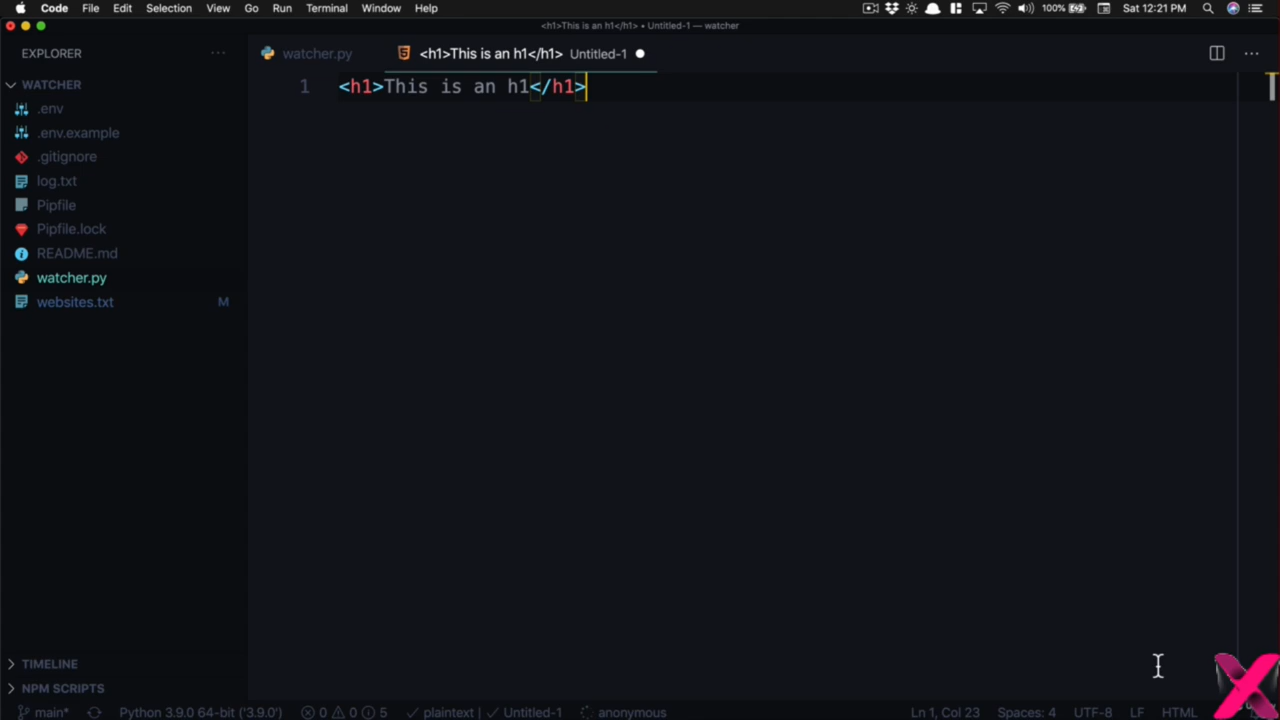 Code File Edit Selection View Go Run Terminal Window Help 100% Sat 12:21 PM
<h1>This is an h1</h1> • Untitled-1 — watcher
EXPLORER
watcher.py
<h1>This is an h1</h1> Untitled-1
WATCHER
1 <h1>This is an h1</h1>
.env
.env.example
.gitignore
log.txt
Pipfile
Pipfile.lock
README.md
watcher.py
websites.txt M
TIMELINE
NPM SCRIPTS
main* Python 3.9.0 64-bit ('3.9.0') 0 0 5 plaintext | Untitled-1 anonymous Ln 1, Col 23 Spaces: 4 UTF-8 LF HTML